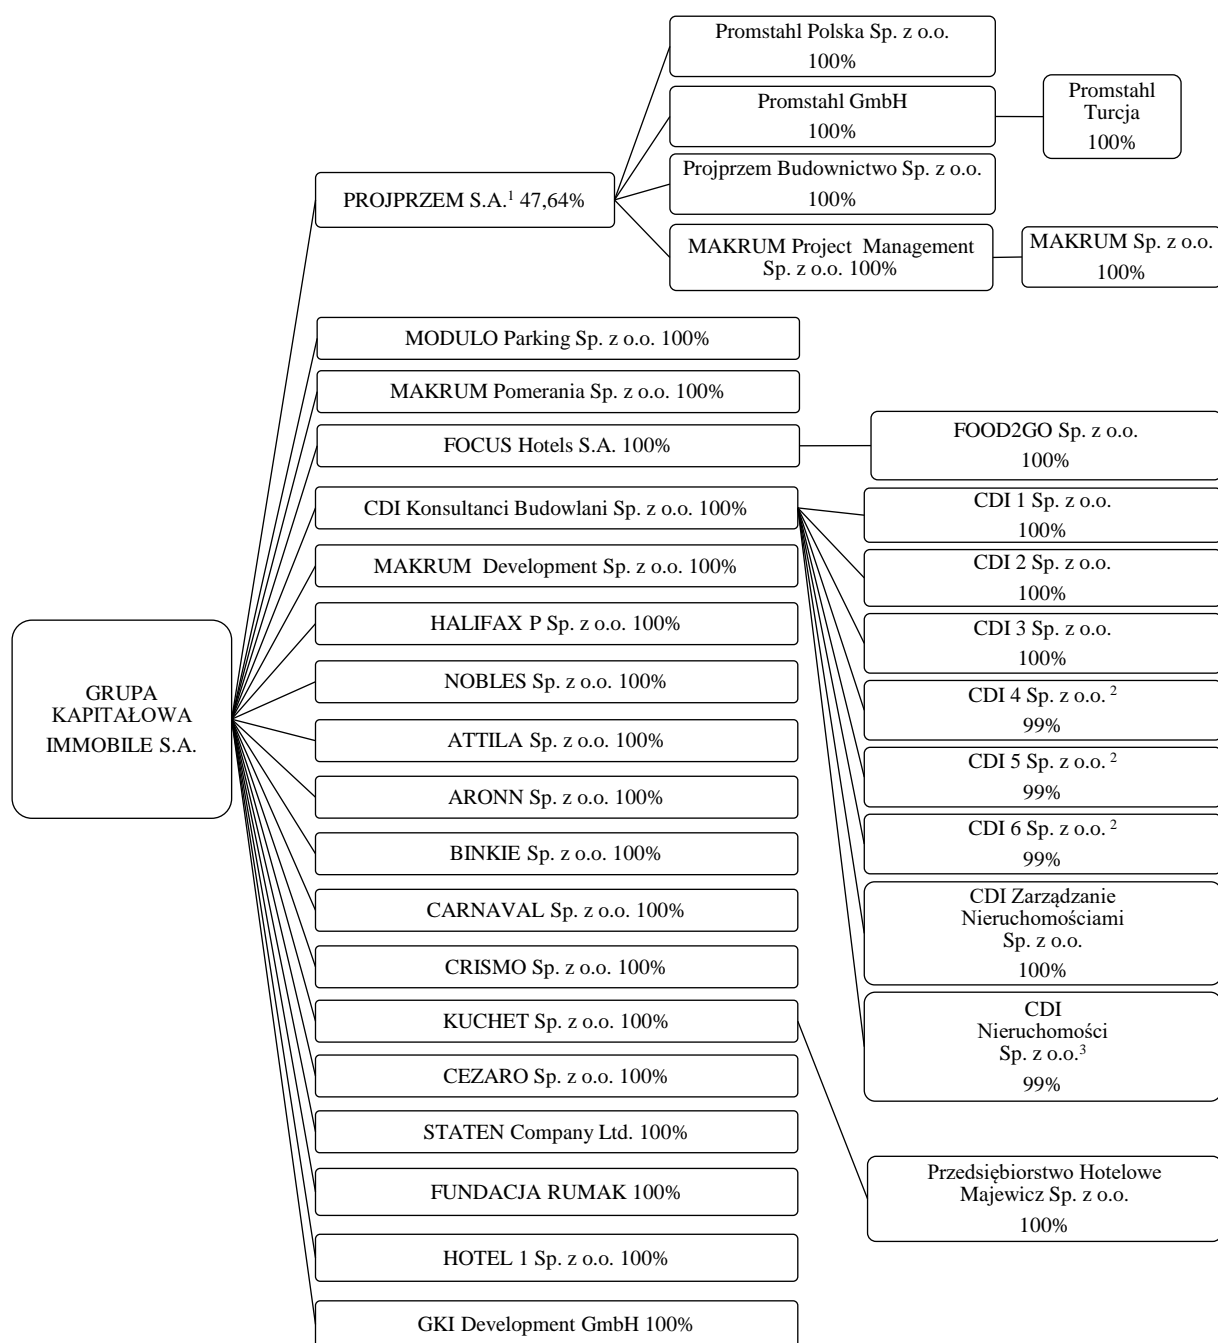 Promstahl Polska Sp. z o.o.
100%
Promstahl GmbH
100%
Promstahl
Turcja
100%
Projprzem Budownictwo Sp. z o.o.
100%
PROJPRZEM S.A.¹ 47,64%
MAKRUM Project Management
Sp. z o.o. 100%
MAKRUM Sp. z o.o.
100%
MODULO Parking Sp. z o.o. 100%
MAKRUM Pomerania Sp. z o.o. 100%
FOCUS Hotels S.A. 100%
FOOD2GO Sp. z o.o.
100%
CDI Konsultanci Budowlani Sp. z o.o. 100%
CDI 1 Sp. z o.o.
100%
MAKRUM Development Sp. z o.o. 100%
CDI 2 Sp. z o.o.
100%
HALIFAX P Sp. z o.o. 100%
CDI 3 Sp. z o.o.
100%
GRUPA
KAPITAŁOWA
IMMOBILE S.A.
NOBLES Sp. z o.o. 100%
CDI 4 Sp. z o.o. ²
99%
ATTILA Sp. z o.o. 100%
CDI 5 Sp. z o.o. ²
99%
ARONN Sp. z o.o. 100%
CDI 6 Sp. z o.o. ²
99%
BINKIE Sp. z o.o. 100%
CARNAVAL Sp. z o.o. 100%
CDI Zarządzanie
Nieruchomościami
Sp. z o.o.
100%
CRISMO Sp. z o.o. 100%
KUCHET Sp. z o.o. 100%
CDI
Nieruchomości
Sp. z o.o.³
99%
CEZARO Sp. z o.o. 100%
STATEN Company Ltd. 100%
FUNDACJA RUMAK 100%
Przedsiębiorstwo Hotelowe
Majewicz Sp. z o.o.
100%
HOTEL 1 Sp. z o.o. 100%
GKI Development GmbH 100%